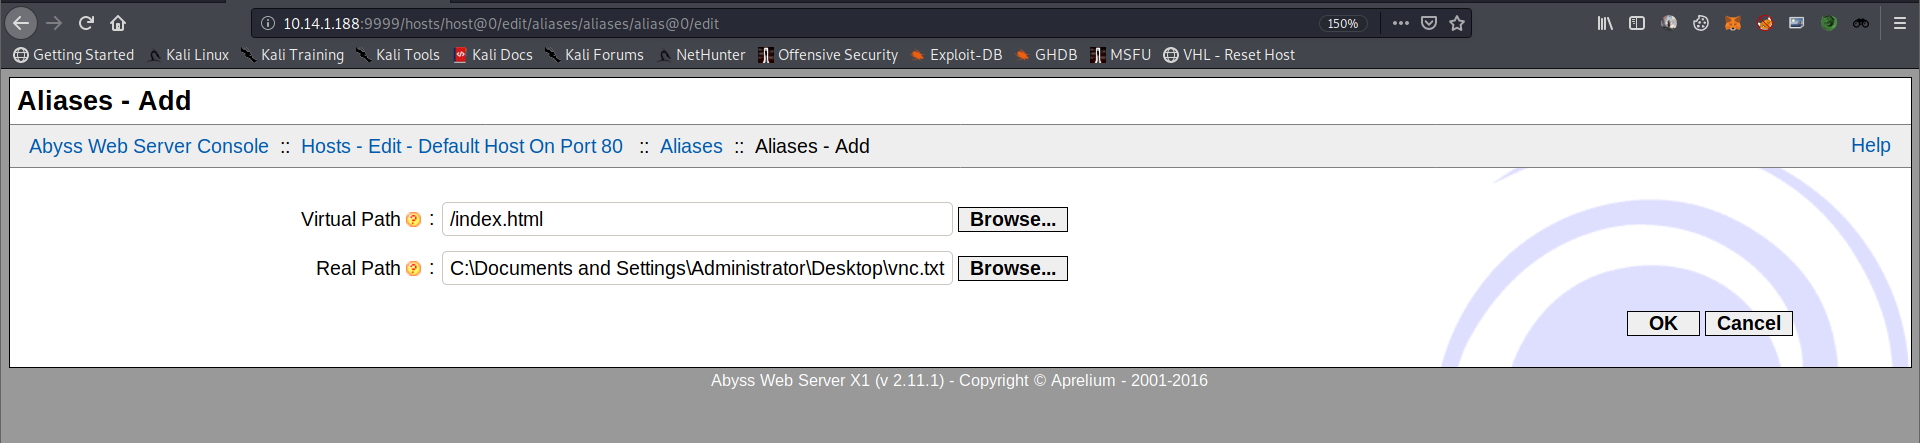 10.14.1.188:9999/hosts/host@0/edit/aliases/aliases/alias@0/edit 150%
Getting Started Kali Linux Kali Training Kali Tools Kali Docs Kali Forums NetHunter Offensive Security Exploit-DB GHDB MSFU VHL - Reset Host
Aliases - Add
Abyss Web Server Console :: Hosts - Edit - Default Host On Port 80 :: Aliases :: Aliases - Add Help
Virtual Path ? : /index.html Browse...
Real Path ? : C:\Documents and Settings\Administrator\Desktop\vnc.txt Browse...
OK Cancel
Abyss Web Server X1 (v 2.11.1) - Copyright © Aprelium - 2001-2016